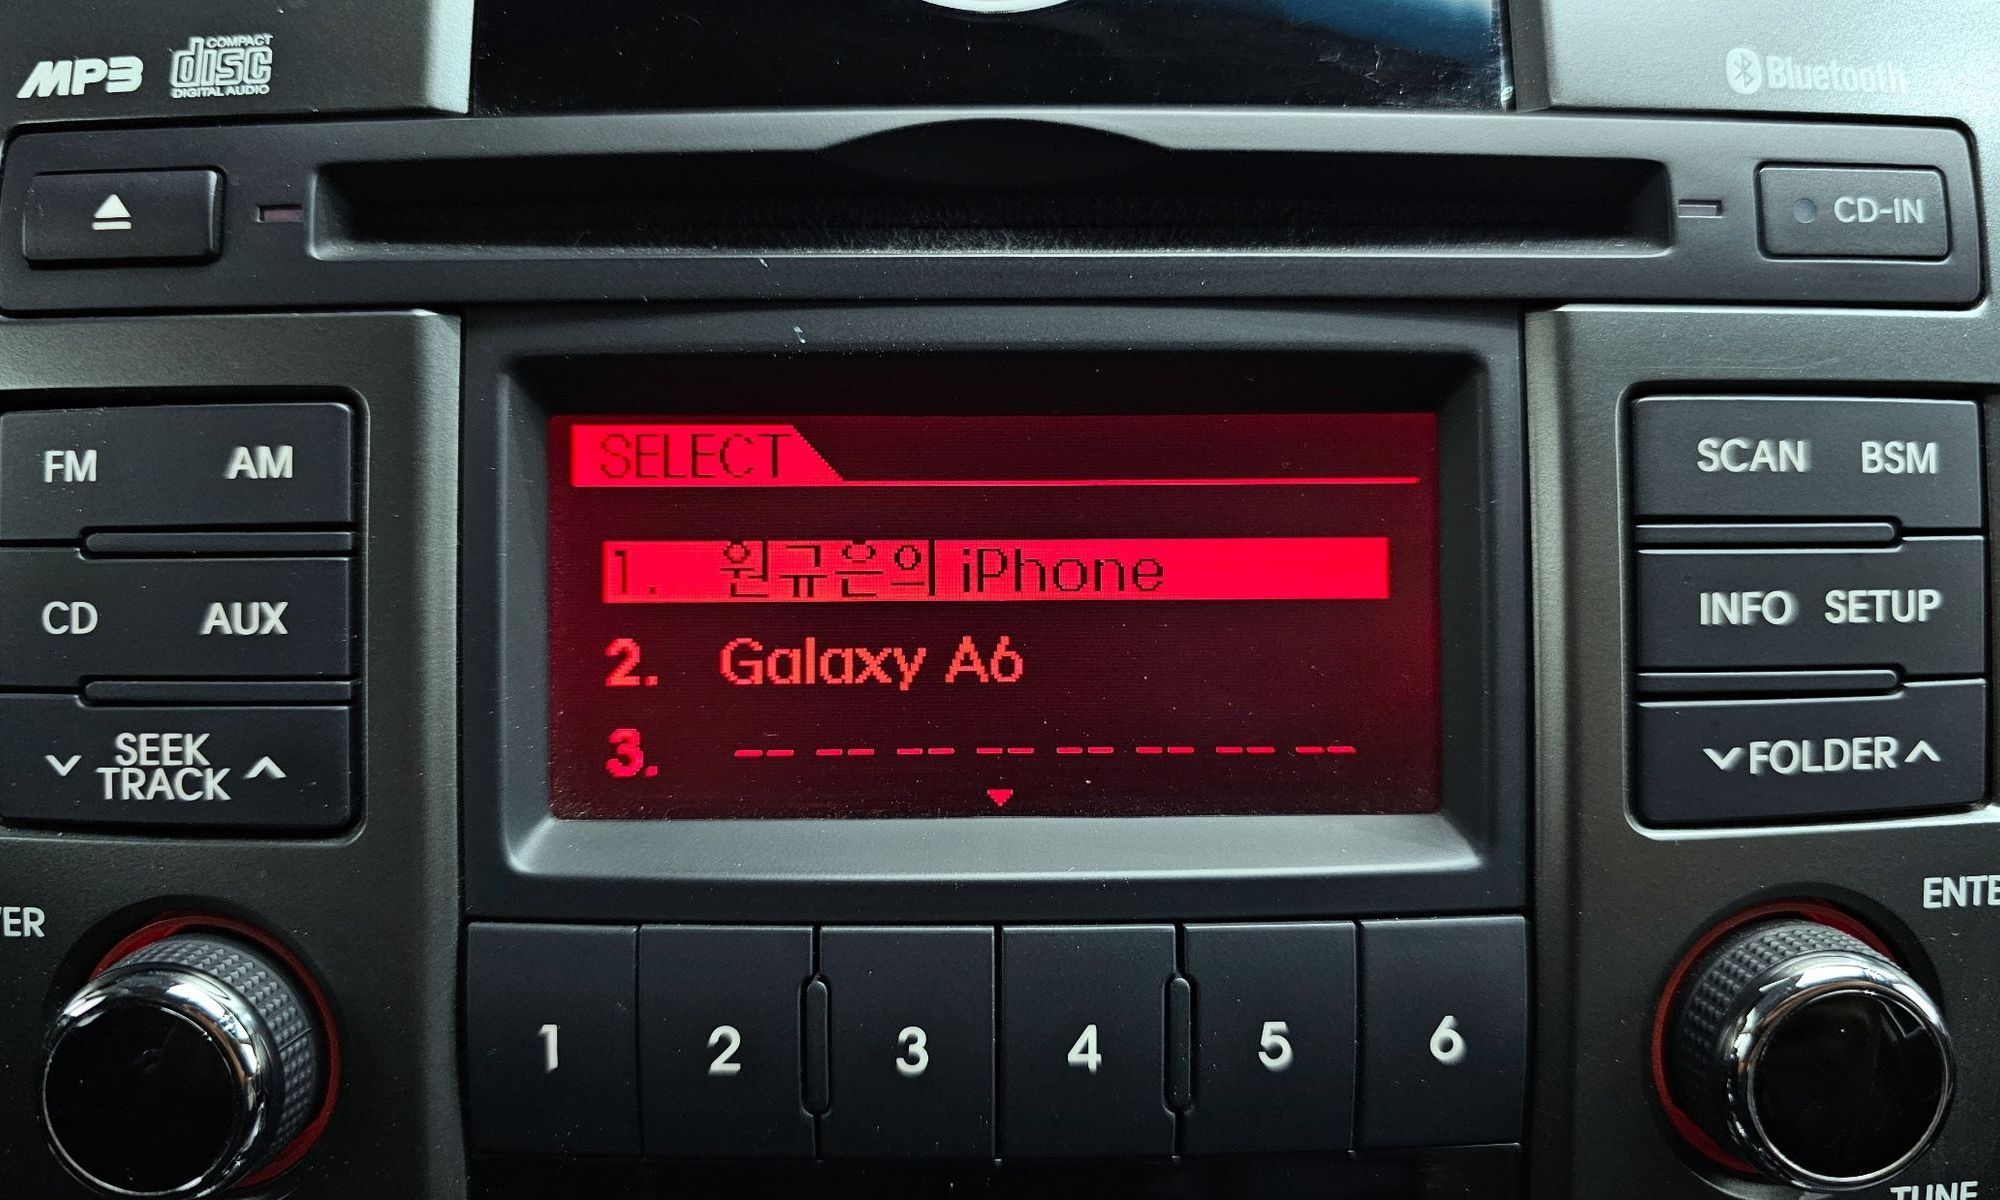 MP3
COMPACT
disc
DIGITAL AUDIO
Bluetooth
CD-IN
SELECT
1. 원규은의 iPhone
2. Galaxy A6
3. -- -- -- -- -- -- -- --
FM AM
CD AUX
SEEK
TRACK
SCAN BSM
INFO SETUP
FOLDER
1 2 3 4 5 6
TUNE